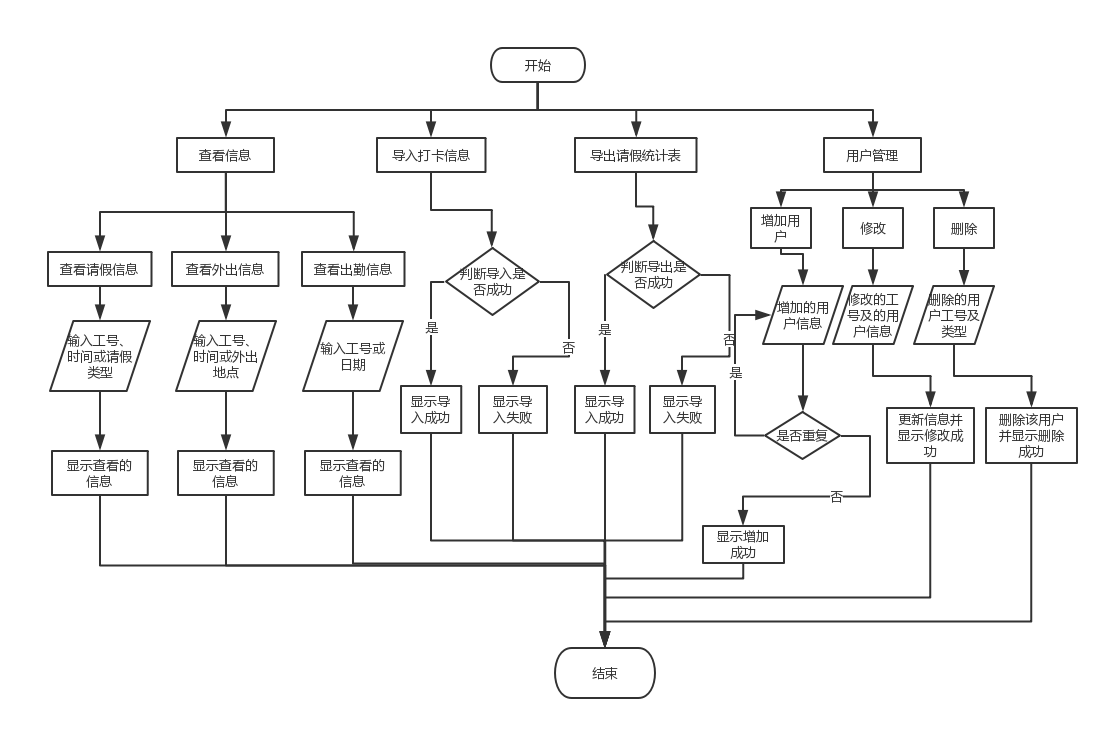 开始
查看信息
导入打卡信息
导出请假统计表
用户管理
增加用
户
修改
删除
查看请假信息
查看外出信息
查看出勤信息
判断导入是
否成功
判断导出是
否成功
增加的用
户信息
修改的工
号及的用
户信息
删除的用
户工号及
类型
输入工号、
时间或请假
类型
输入工号、
时间或外出
地点
输入工号或
日期
是
否
是
否
是
显示导
入成功
显示导
入失败
显示导
入成功
显示导
入失败
是否重复
更新信息并
显示修改成
功
删除该用户
并显示删除
成功
显示查看的
信息
显示查看的
信息
显示查看的
信息
否
显示增加
成功
结束